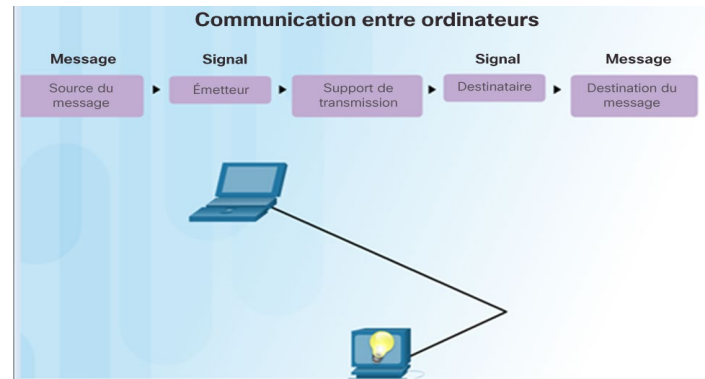 Communication entre ordinateurs
Message
Signal
Signal
Message
Source du
message
Émetteur
Support de
transmission
Destinataire
Destination du
message